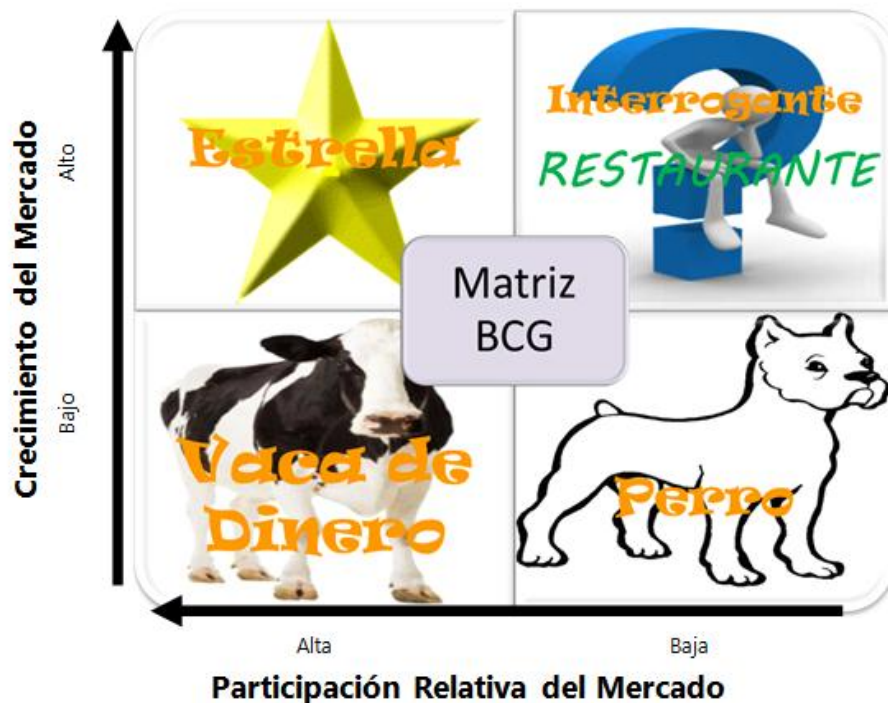 Crecimiento del Mercado
Alto
Bajo
Estrella
Interrogante
RESTAURANTE
Matriz
BCG
Vaca de
Dinero
Perro
Alta
Baja
Participación Relativa del Mercado